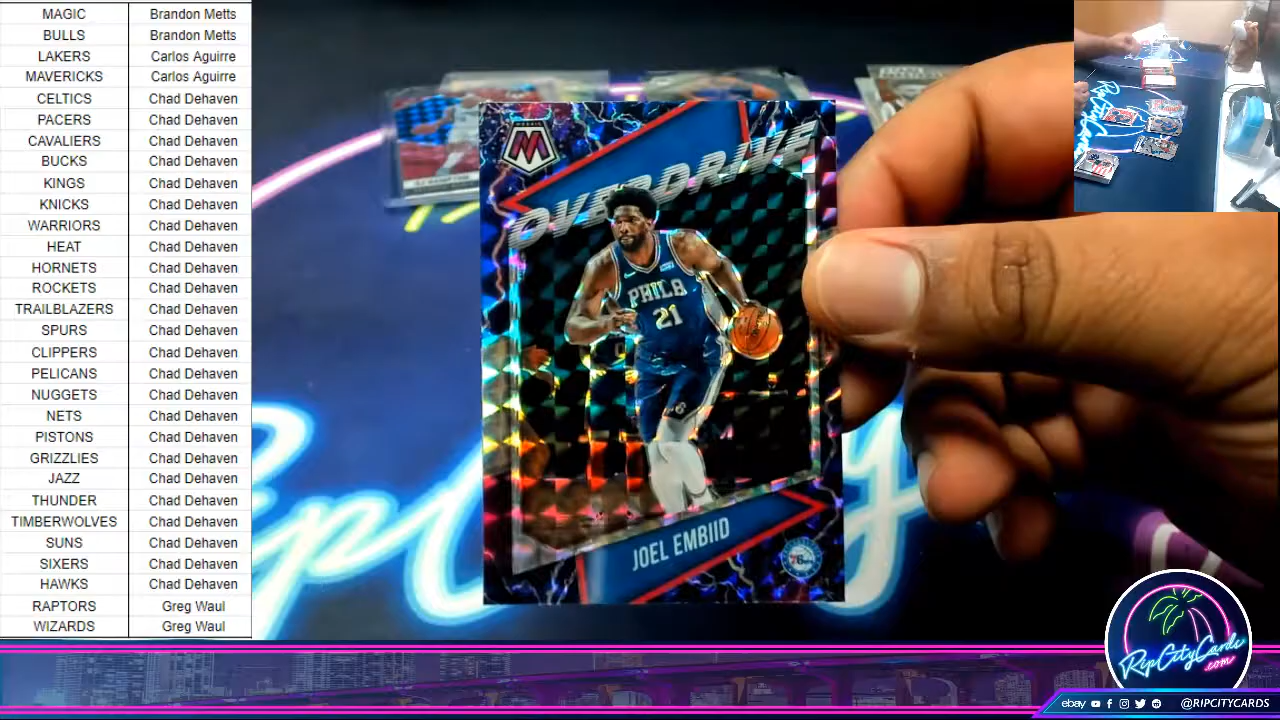 MAGIC Brandon Metts
BULLS Brandon Metts
LAKERS Carlos Aguirre
MAVERICKS Carlos Aguirre
CELTICS Chad Dehaven
PACERS Chad Dehaven
CAVALIERS Chad Dehaven
BUCKS Chad Dehaven
KINGS Chad Dehaven
KNICKS Chad Dehaven
WARRIORS Chad Dehaven
HEAT Chad Dehaven
HORNETS Chad Dehaven
ROCKETS Chad Dehaven
TRAILBLAZERS Chad Dehaven
SPURS Chad Dehaven
CLIPPERS Chad Dehaven
PELICANS Chad Dehaven
NUGGETS Chad Dehaven
NETS Chad Dehaven
PISTONS Chad Dehaven
GRIZZLIES Chad Dehaven
JAZZ Chad Dehaven
THUNDER Chad Dehaven
TIMBERWOLVES Chad Dehaven
SUNS Chad Dehaven
SIXERS Chad Dehaven
HAWKS Chad Dehaven
RAPTORS Greg Waul
WIZARDS Greg Waul
MOSAIC
M
OVERDRIVE
PHILA
21
JOEL EMBIID
76ers
RipCityCards
.com
ebay @RIPCITYCARDS